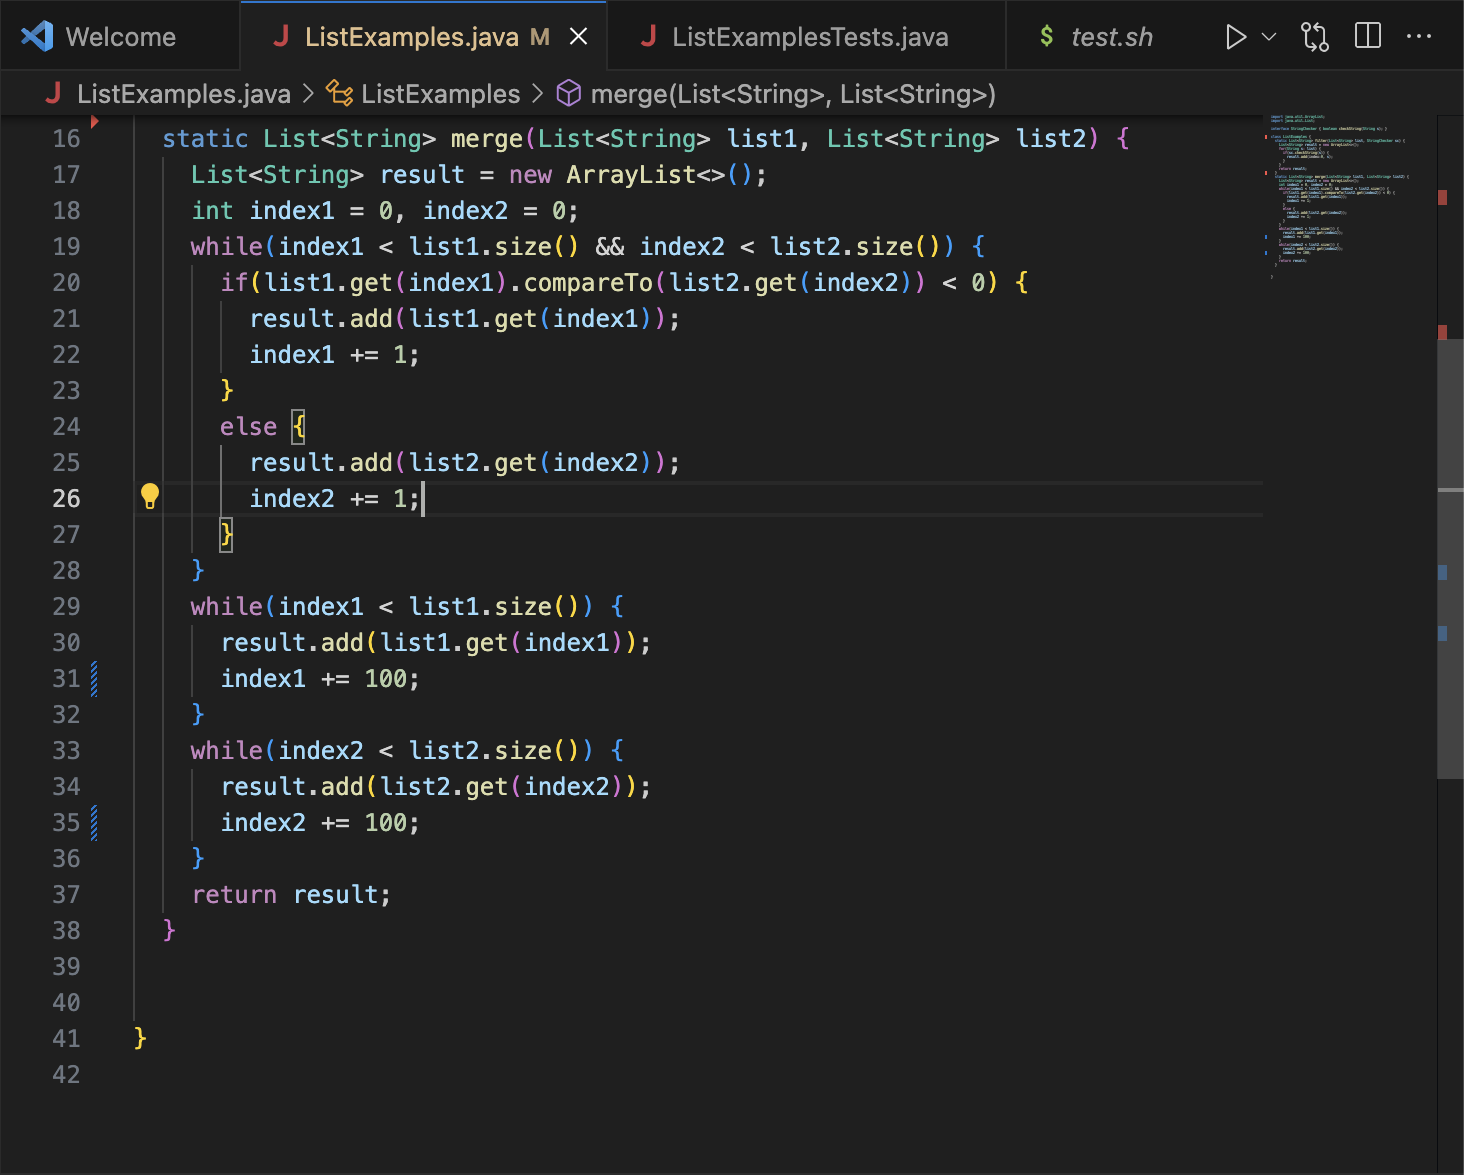 Welcome
J ListExamples.java M
J ListExamplesTests.java
$ test.sh
J ListExamples.java > ListExamples > merge(List<String>, List<String>)
16 static List<String> merge(List<String> list1, List<String> list2) {
17 List<String> result = new ArrayList<>();
18 int index1 = 0, index2 = 0;
19 while(index1 < list1.size() && index2 < list2.size()) {
20 if(list1.get(index1).compareTo(list2.get(index2)) < 0) {
21 result.add(list1.get(index1));
22 index1 += 1;
23 }
24 else {
25 result.add(list2.get(index2));
26 index2 += 1;
27 }
28 }
29 while(index1 < list1.size()) {
30 result.add(list1.get(index1));
31 index1 += 100;
32 }
33 while(index2 < list2.size()) {
34 result.add(list2.get(index2));
35 index2 += 100;
36 }
37 return result;
38 }
39
40
41 }
42